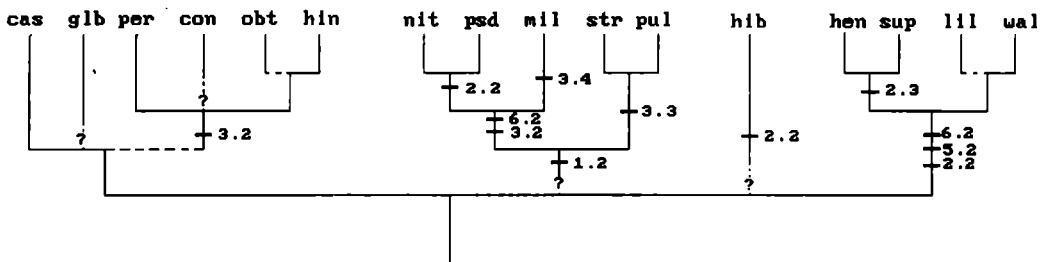 cas glb per con obt hin nit psd mil str pul hib hen sup lil wal
2.2 3.4 2.3
? 3.3
6.2
? 3.2 3.2 2.2 6.2
5.2
1.2 2.2
? ?